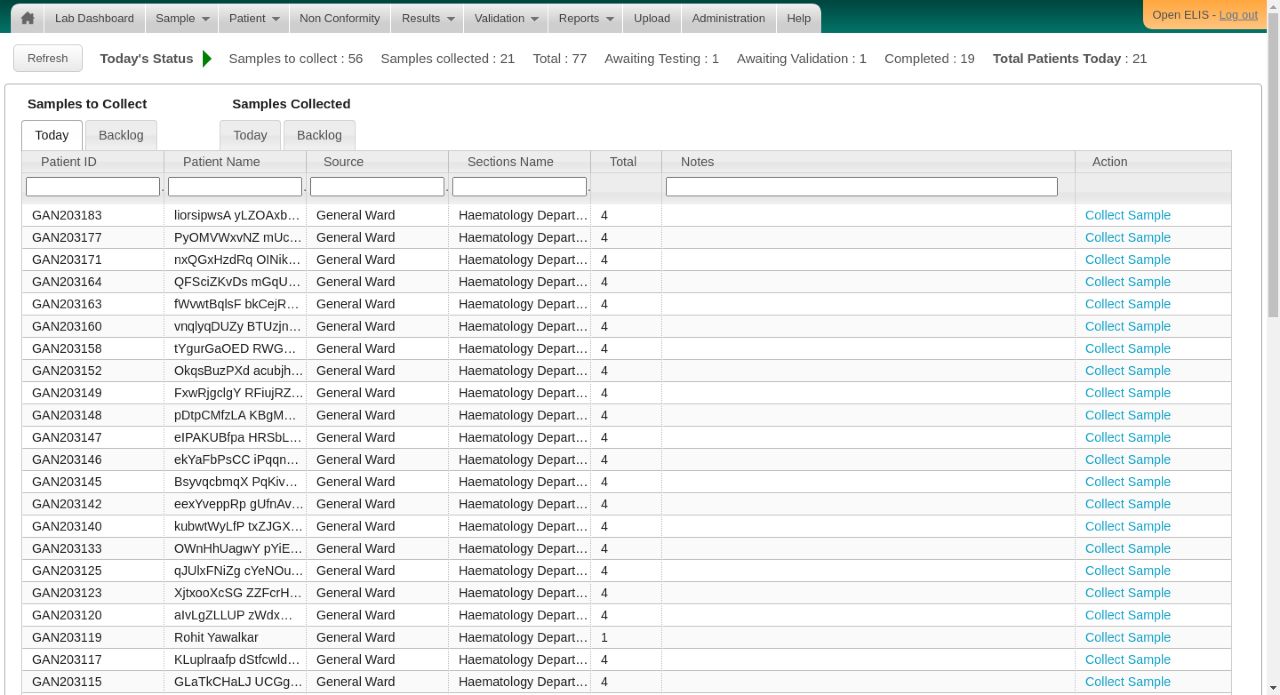 Lab Dashboard Sample Patient Non Conformity Results Validation Reports Upload Administration Help Open ELIS - Log out
Refresh Today's Status Samples to collect : 56 Samples collected : 21 Total : 77 Awaiting Testing : 1 Awaiting Validation : 1 Completed : 19 Total Patients Today : 21
Samples to Collect Samples Collected
Today Backlog Today Backlog
Patient ID Patient Name Source Sections Name Total Notes Action
GAN203183 liorsipwsA yLZOAxb… General Ward Haematology Depart… 4 Collect Sample
GAN203177 PyOMVWxvNZ mUc… General Ward Haematology Depart… 4 Collect Sample
GAN203171 nxQGxHzdRq OINik… General Ward Haematology Depart… 4 Collect Sample
GAN203164 QFSciZKvDs mGqU… General Ward Haematology Depart… 4 Collect Sample
GAN203163 fWvwtBqlsF bkCejR… General Ward Haematology Depart… 4 Collect Sample
GAN203160 vnqlyqDUZy BTUzjn… General Ward Haematology Depart… 4 Collect Sample
GAN203158 tYgurGaOED RWG… General Ward Haematology Depart… 4 Collect Sample
GAN203152 OkqsBuzPXd acubjh… General Ward Haematology Depart… 4 Collect Sample
GAN203149 FxwRjgclgY RFiujRZ… General Ward Haematology Depart… 4 Collect Sample
GAN203148 pDtpCMfzLA KBgM… General Ward Haematology Depart… 4 Collect Sample
GAN203147 eIPAKUBfpa HRSbL… General Ward Haematology Depart… 4 Collect Sample
GAN203146 ekYaFbPsCC iPqqn… General Ward Haematology Depart… 4 Collect Sample
GAN203145 BsyvqcbmqX PqKiv… General Ward Haematology Depart… 4 Collect Sample
GAN203142 eexYveppRp gUfnAv… General Ward Haematology Depart… 4 Collect Sample
GAN203140 kubwtWyLfP txZJGX… General Ward Haematology Depart… 4 Collect Sample
GAN203133 OWnHhUagwY pYiE… General Ward Haematology Depart… 4 Collect Sample
GAN203125 qJUlxFNiZg cYeNOu… General Ward Haematology Depart… 4 Collect Sample
GAN203123 XjtxooXcSG ZZFcrH… General Ward Haematology Depart… 4 Collect Sample
GAN203120 aIvLgZLLUP zWdx… General Ward Haematology Depart… 4 Collect Sample
GAN203119 Rohit Yawalkar General Ward Haematology Depart… 1 Collect Sample
GAN203117 KLuplraafp dStfcwld… General Ward Haematology Depart… 4 Collect Sample
GAN203115 GLaTkCHaLJ UCGg… General Ward Haematology Depart… 4 Collect Sample